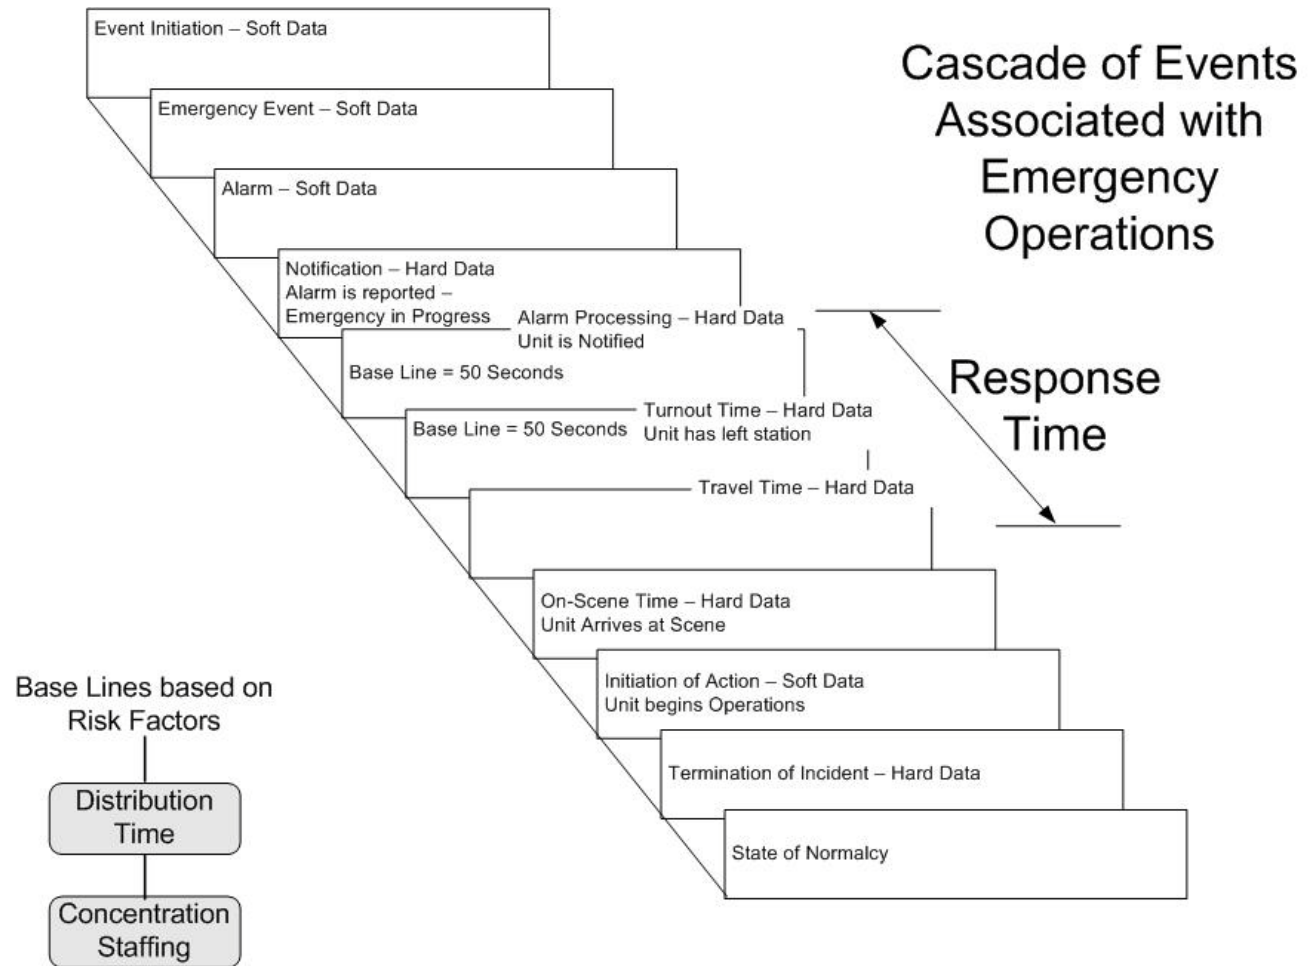 Event Initiation – Soft Data
Cascade of Events
Associated with
Emergency
Operations
Emergency Event – Soft Data
Alarm – Soft Data
Notification – Hard Data
Alarm is reported –
Emergency in Progress
Alarm Processing – Hard Data
Unit is Notified
Base Line = 50 Seconds
Response
Time
Turnout Time – Hard Data
Unit has left station
Base Line = 50 Seconds
Travel Time – Hard Data
On-Scene Time – Hard Data
Unit Arrives at Scene
Initiation of Action – Soft Data
Unit begins Operations
Termination of Incident – Hard Data
State of Normalcy
Base Lines based on
Risk Factors
Distribution
Time
Concentration
Staffing